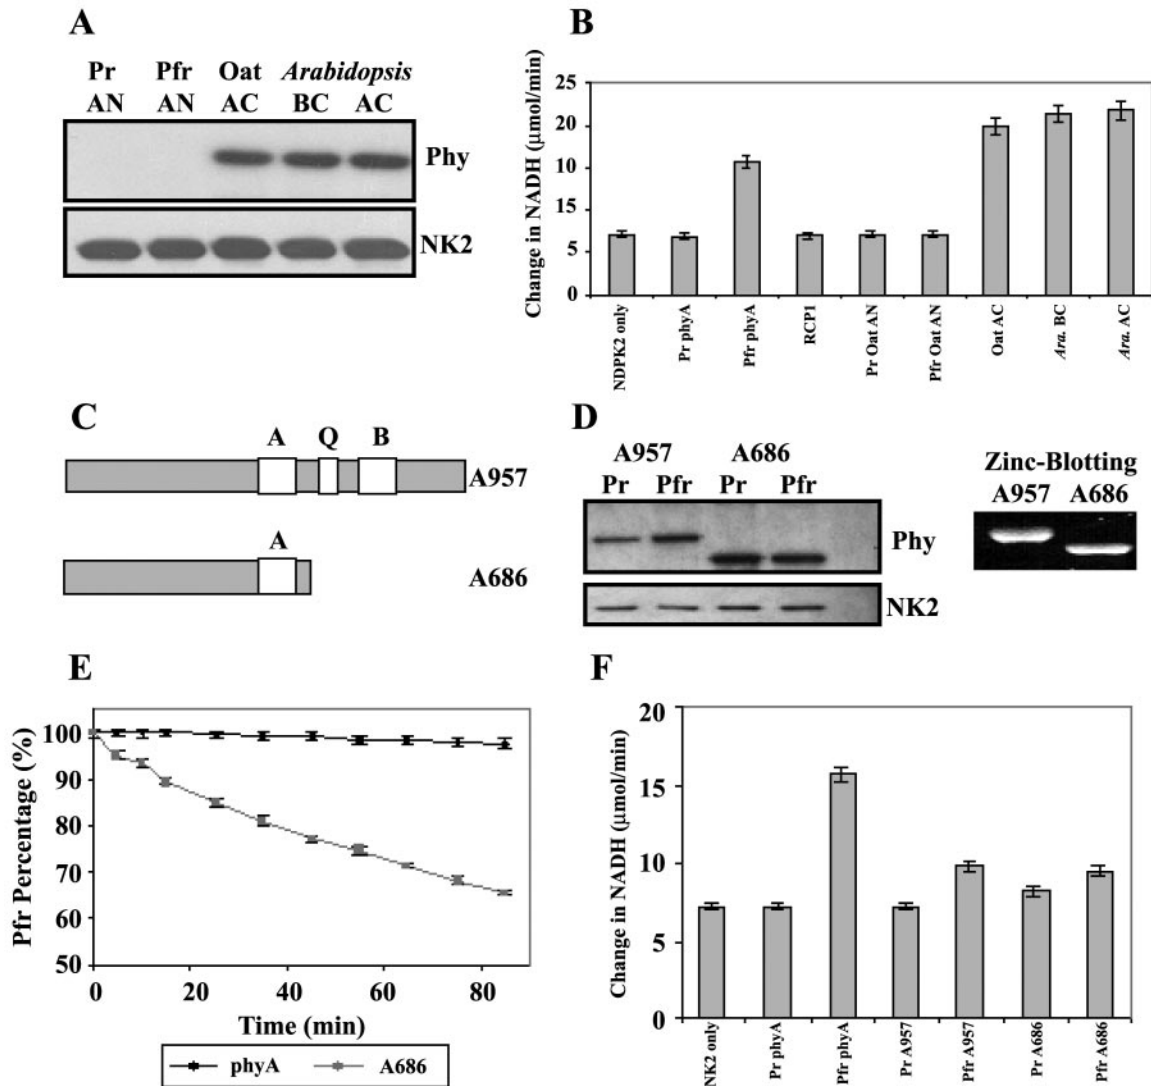 A
Pr Pfr Oat Arabidopsis
AN AN AC BC AC
Phy
NK2
B
Change in NADH (µmol/min)
25
20
10
5
0
NDPK2 only
Pr phyA
Pfr phyA
RCP1
Pr Oat AN
Pfr Oat AN
Oat AC
Ara. BC
Ara. AC
C
A Q B
A957
A
A686
D
A957 A686
Pr Pfr Pr Pfr
Phy
NK2
Zinc-Blotting
A957 A686
E
Pfr Percentage (%)
100
90
80
70
60
50
0 20 40 60 80
Time (min)
phyA A686
F
Change in NADH (µmol/min)
20
15
10
5
0
NK2 only
Pr phyA
Pfr phyA
Pr A957
Pfr A957
Pr A686
Pfr A686